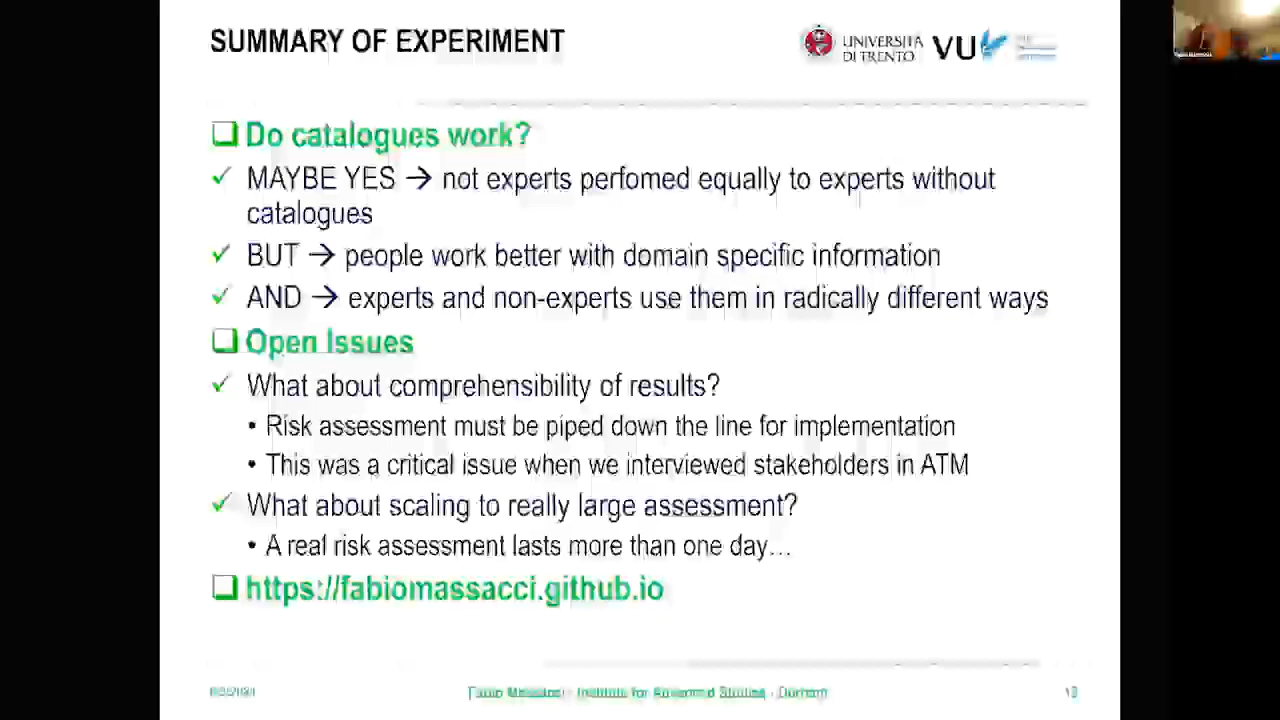 SUMMARY OF EXPERIMENT
UNIVERSITÀ
DI TRENTO
VU
❑ Do catalogues work?
✓ MAYBE YES → not experts perfomed equally to experts without
catalogues
✓ BUT → people work better with domain specific information
✓ AND → experts and non-experts use them in radically different ways
❑ Open Issues
✓ What about comprehensibility of results?
• Risk assessment must be piped down the line for implementation
• This was a critical issue when we interviewed stakeholders in ATM
✓ What about scaling to really large assessment?
• A real risk assessment lasts more than one day…
❑ https://fabiomassacci.github.io
Fabio Massacci - Institute for Advanced Studies - Durham